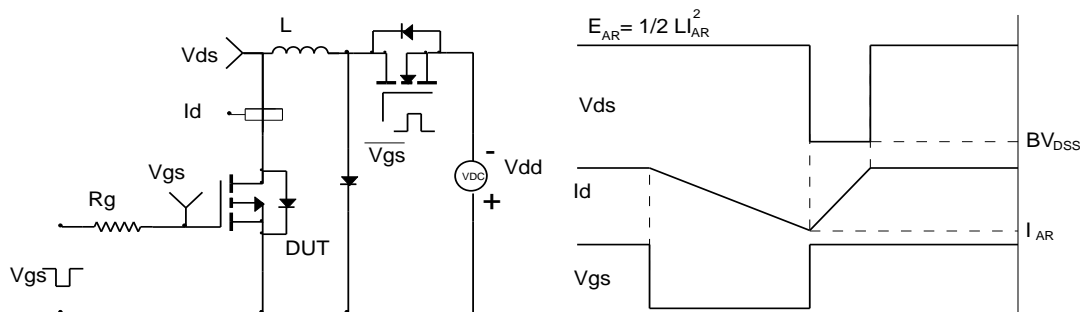 Vds
L
Id
Vgs
Vgs
Rg
DUT
Vgs
-
VDC
Vdd
+
E_AR= 1/2 LI_AR^2
Vds
BV_DSS
Id
I_AR
Vgs